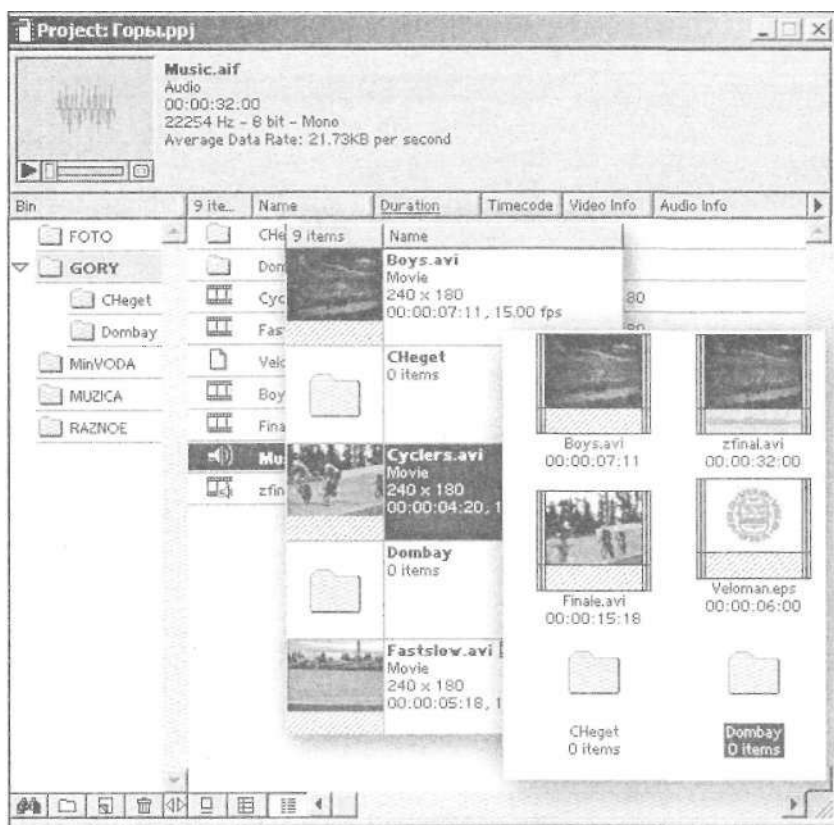 Project: Горы.ppj
Music.aif
Audio
00:00:32:00
22254 Hz - 8 bit - Mono
Average Data Rate: 21.73KB per second
Bin
9 ite... Name Duration Timecode Video Info Audio Info
FOTO
GORY
CHeget
Dombay
MinVODA
MUZICA
RAZNOE
CHe
Dom
Cyc
Fas
Velo
Boy
Fina
Mus
zfin
80
80
9 items Name
Boys.avi
Movie
240 x 180
00:00:07:11, 15.00 fps
CHeget
0 items
Cyclers.avi
Movie
240 x 180
00:00:04:20, 1
Dombay
0 items
Fastslow.avi
Movie
240 x 180
00:00:05:18, 1
Boys.avi
00:00:07:11
zfinal.avi
00:00:32:00
Finale.avi
00:00:15:18
Veloman.eps
00:00:06:00
CHeget
0 items
Dombay
0 items